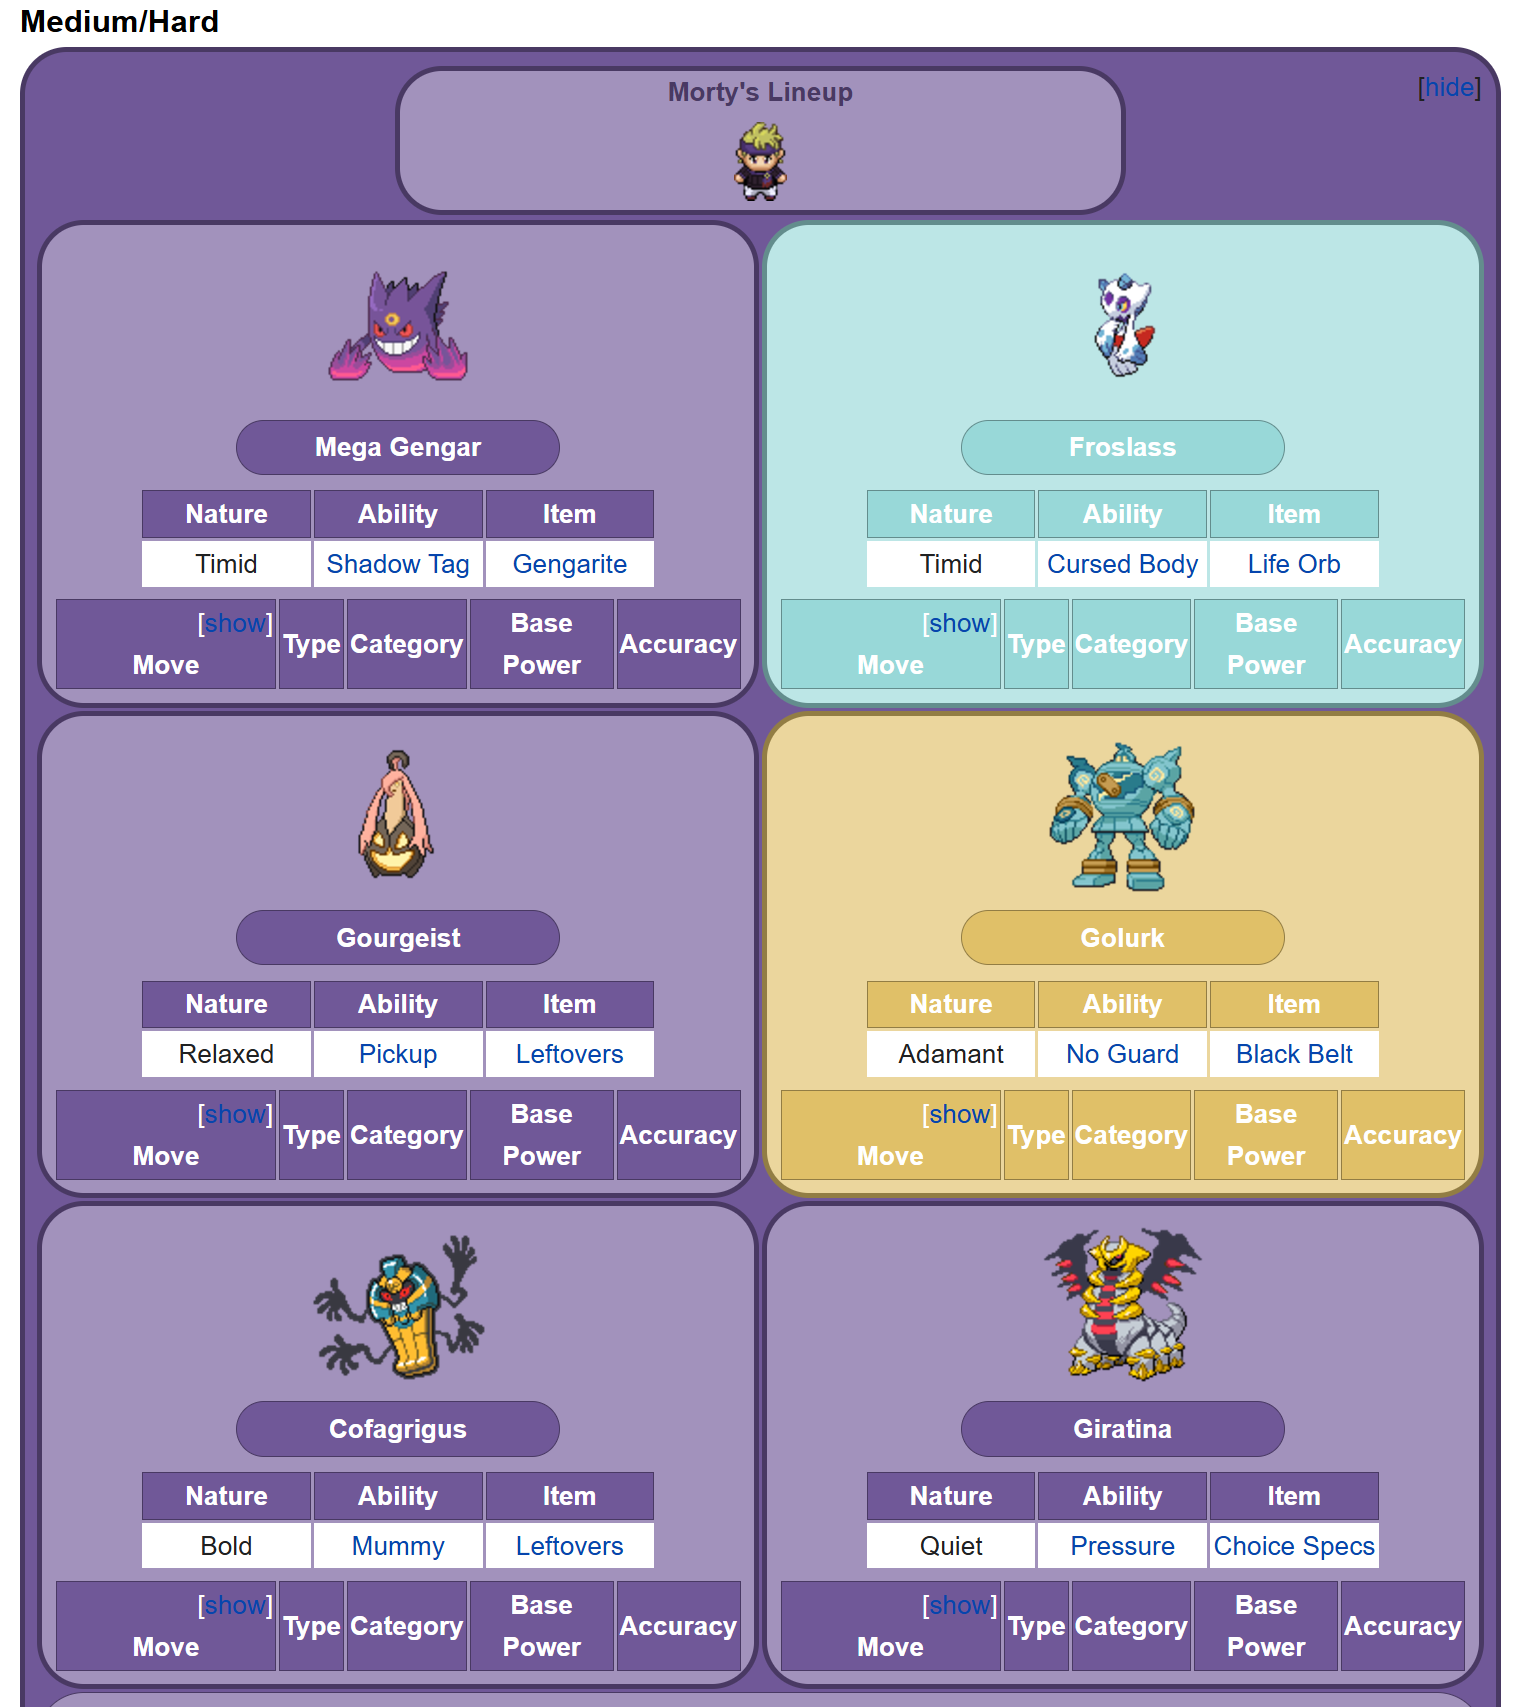 Medium/Hard
Morty's Lineup
[hide]
Mega Gengar
Nature Ability Item
Timid Shadow Tag Gengarite
[show]
Move Type Category Base Power Accuracy
Froslass
Nature Ability Item
Timid Cursed Body Life Orb
[show]
Move Type Category Base Power Accuracy
Gourgeist
Nature Ability Item
Relaxed Pickup Leftovers
[show]
Move Type Category Base Power Accuracy
Golurk
Nature Ability Item
Adamant No Guard Black Belt
[show]
Move Type Category Base Power Accuracy
Cofagrigus
Nature Ability Item
Bold Mummy Leftovers
[show]
Move Type Category Base Power Accuracy
Giratina
Nature Ability Item
Quiet Pressure Choice Specs
[show]
Move Type Category Base Power Accuracy